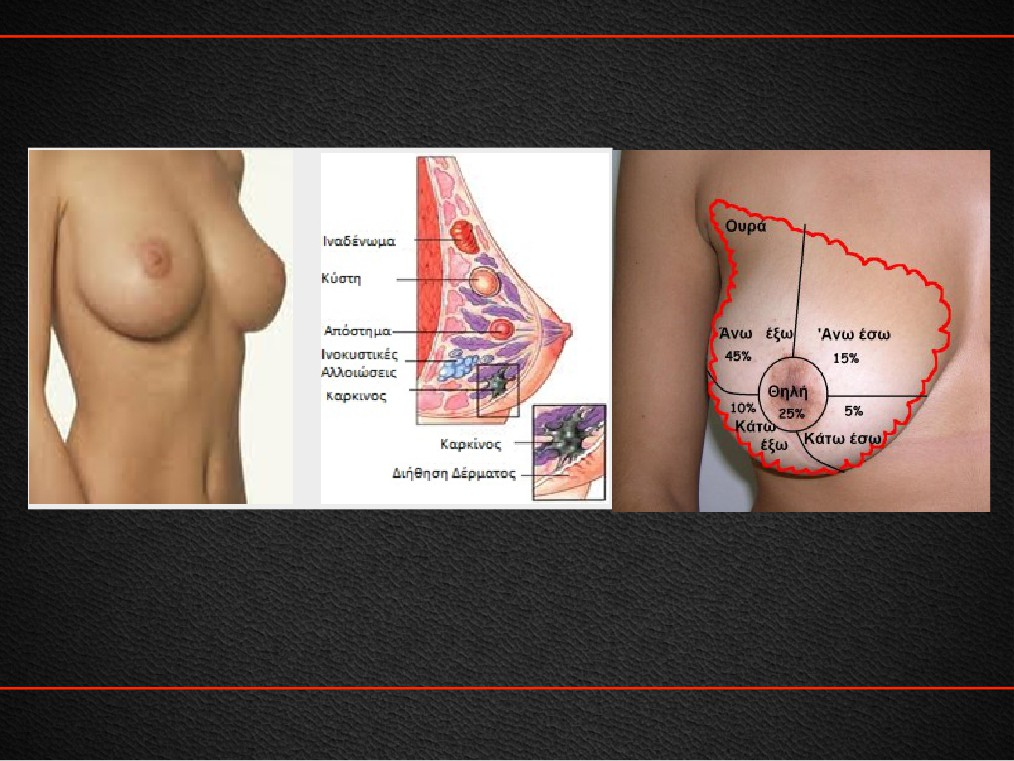 Ιναδένωμα
Κύστη
Απόστημα
Ινοκυστικές
Αλλοιώσεις
Καρκινος
Καρκίνος
Διήθηση Δέρματος
Ουρά
Άνω έξω
45%
'Ανω έσω
15%
Θηλή
25%
10%
Κάτω
έξω
5%
Κάτω έσω